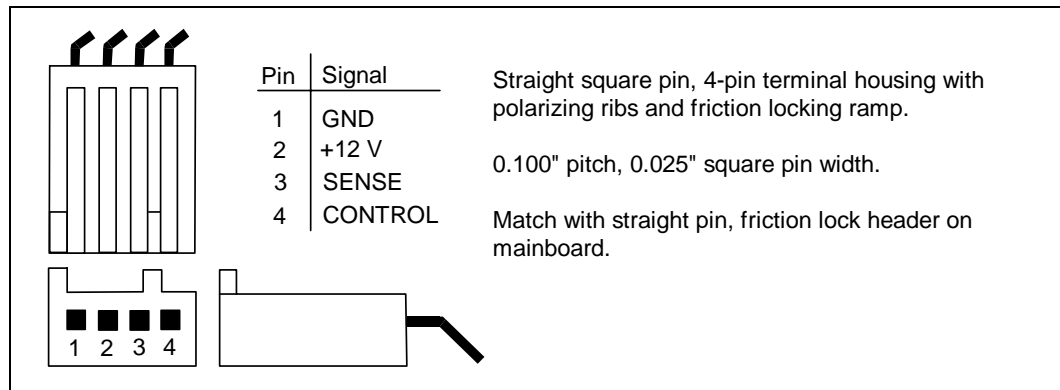 Pin Signal
1 GND
2 +12 V
3 SENSE
4 CONTROL
Straight square pin, 4-pin terminal housing with
polarizing ribs and friction locking ramp.
0.100" pitch, 0.025" square pin width.
Match with straight pin, friction lock header on
mainboard.
1 2 3 4